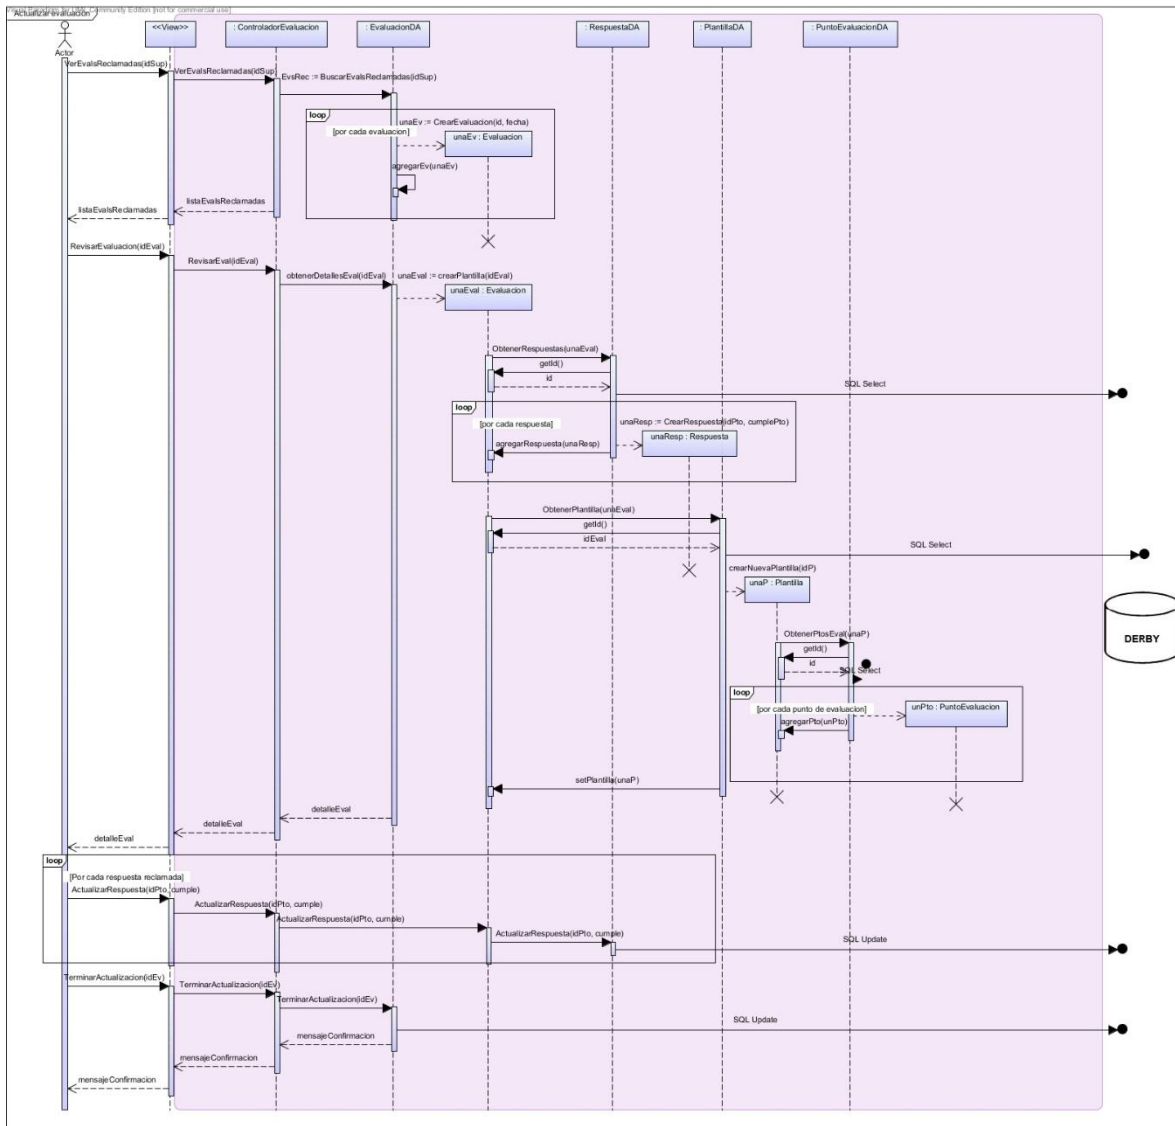 Visual Paradigm for UML Community Edition [not for commercial use]
Actualizar evaluacion
Actor
<<View>>
: ControladorEvaluacion
: EvaluacionDA
: RespuestaDA
: PlantillaDA
: PuntoEvaluacionDA
VerEvalsReclamadas(idSup)
VerEvalsReclamadas(idSup)
EvsRec := BuscarEvalsReclamadas(idSup)
loop
[por cada evaluacion]
unaEv := CrearEvaluacion(id, fecha)
unaEv : Evaluacion
agregarEv(unaEv)
listaEvalsReclamadas
listaEvalsReclamadas
RevisarEvaluacion(idEval)
RevisarEval(idEval)
obtenerDetallesEval(idEval)
unaEval := crearPlantilla(idEval)
unaEval : Evaluacion
ObtenerRespuestas(unaEval)
getId()
id
SQL Select
loop
[por cada respuesta]
unaResp := CrearRespuesta(idPto, cumplePto)
unaResp : Respuesta
agregarRespuesta(unaResp)
ObtenerPlantilla(unaEval)
getId()
idEval
SQL Select
crearNuevaPlantilla(idP)
unaP : Plantilla
DERBY
ObtenerPtosEval(unaP)
getId()
id
SQL Select
loop
[por cada punto de evaluacion]
unPto : PuntoEvaluacion
agregarPto(unPto)
setPlantilla(unaP)
detalleEval
detalleEval
detalleEval
loop
[Por cada respuesta reclamada]
ActualizarRespuesta(idPto, cumple)
ActualizarRespuesta(idPto, cumple)
ActualizarRespuesta(idPto, cumple)
ActualizarRespuesta(idPto, cumple)
SQL Update
TerminarActualizacion(idEv)
TerminarActualizacion(idEv)
TerminarActualizacion(idEv)
SQL Update
mensajeConfirmacion
mensajeConfirmacion
mensajeConfirmacion